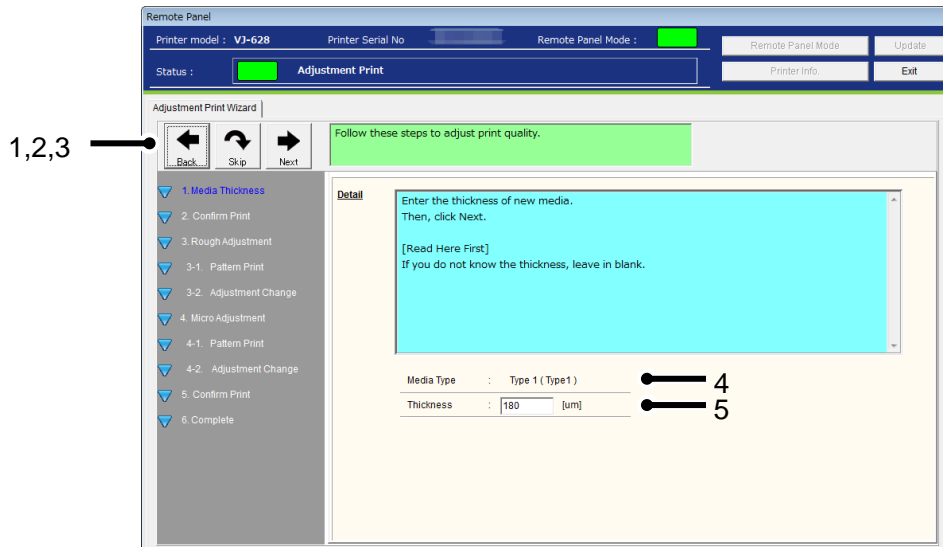 Remote Panel
Printer model : VJ-628 Printer Serial No Remote Panel Mode :
Remote Panel Mode Update
Status : Adjustment Print
Printer info. Exit
Adjustment Print Wizard
1,2,3
Back Skip Next
Follow these steps to adjust print quality.
1. Media Thickness
2. Confirm Print
3. Rough Adjustment
3-1. Pattern Print
3-2. Adjustment Change
4. Micro Adjustment
4-1. Pattern Print
4-2. Adjustment Change
5. Confirm Print
6. Complete
Detail
Enter the thickness of new media.
Then, click Next.
[Read Here First]
If you do not know the thickness, leave in blank.
Media Type : Type 1 ( Type1 ) 4
Thickness : 180 [um] 5